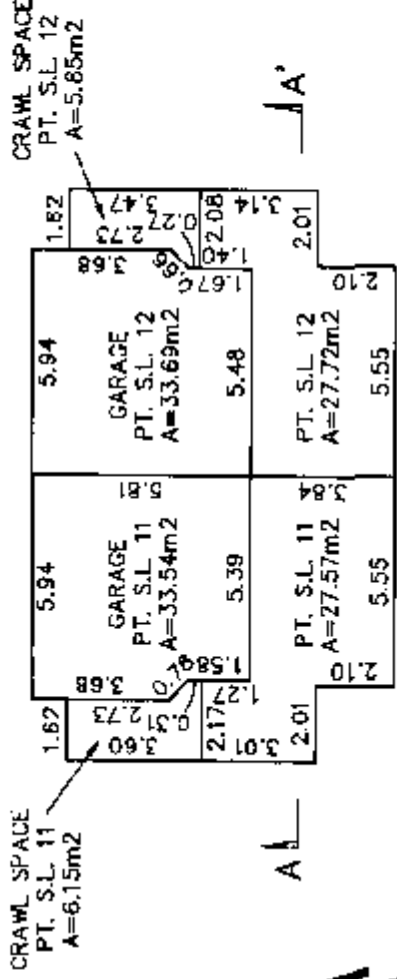 CRAWL SPACE
PT. S.L. 12
A=5.85m2
1.62
3.47
2.73
0.27
2.08
3.14
A'
3.68
0.66
1.40
1.67
2.01
5.94
GARAGE
PT. S.L. 12
A=33.69m2
5.48
PT. S.L. 12
A=27.72m2
2.10
5.55
5.81
3.84
5.94
GARAGE
PT. S.L. 11
A=33.54m2
5.39
PT. S.L. 11
A=27.57m2
5.55
3.68
1.58
2.10
1.62
2.73
0.31
1.27
3.60
2.17
3.01
2.01
A
CRAWL SPACE
PT. S.L. 11
A=6.15m2